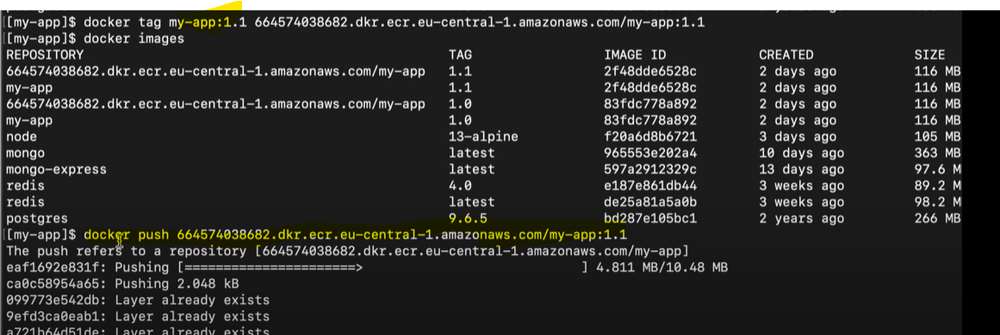 [[my-app]$ docker tag my-app:1.1 664574038682.dkr.ecr.eu-central-1.amazonaws.com/my-app:1.1
[[my-app]$ docker images
REPOSITORY TAG IMAGE ID CREATED SIZE
664574038682.dkr.ecr.eu-central-1.amazonaws.com/my-app 1.1 2f48dde6528c 2 days ago 116 MB
my-app 1.1 2f48dde6528c 2 days ago 116 MB
664574038682.dkr.ecr.eu-central-1.amazonaws.com/my-app 1.0 83fdc778a892 2 days ago 116 MB
my-app 1.0 83fdc778a892 2 days ago 116 MB
node 13-alpine f20a6d8b6721 3 days ago 105 MB
mongo latest 965553e202a4 10 days ago 363 MB
mongo-express latest 597a2912329c 13 days ago 97.6 M
redis 4.0 e187e861db44 3 weeks ago 89.2 M
redis latest de25a81a5a0b 3 weeks ago 98.2 M
postgres 9.6.5 bd287e105bc1 2 years ago 266 MB
[[my-app]$ docker push 664574038682.dkr.ecr.eu-central-1.amazonaws.com/my-app:1.1
The push refers to a repository [664574038682.dkr.ecr.eu-central-1.amazonaws.com/my-app]
eaf1692e831f: Pushing [======================> ] 4.811 MB/10.48 MB
ca0c58954a65: Pushing 2.048 kB
099773e542db: Layer already exists
9efd3ca0eab1: Layer already exists
a721b64d51de: Layer already exists